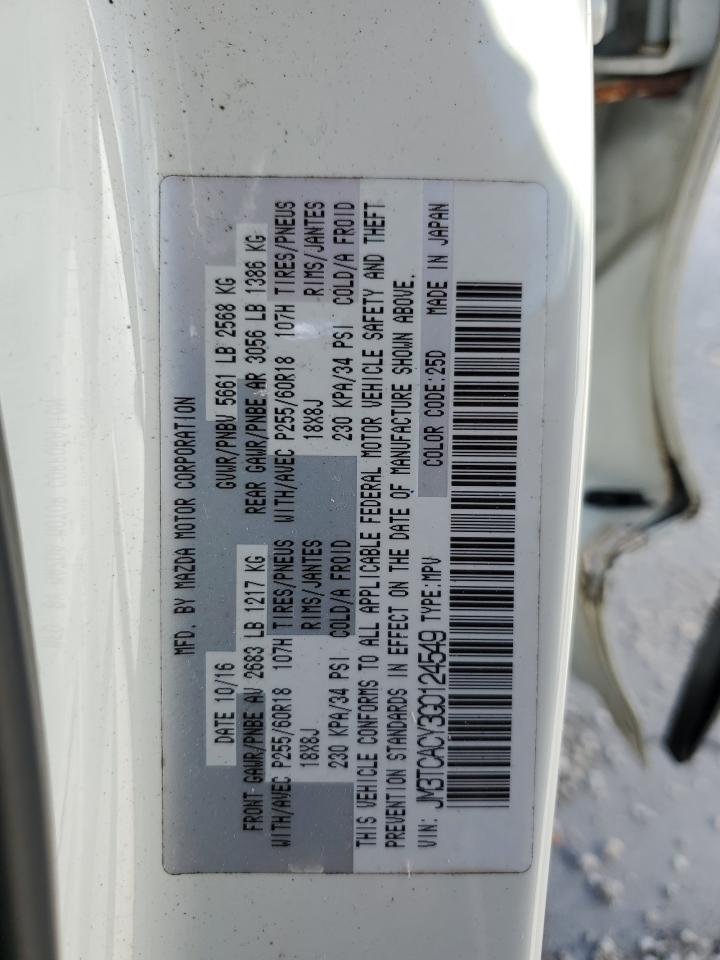 MFD. BY MAZDA MOTOR CORPORATION
DATE 10/16 GVWR/PNBV 5661 LB 2568 KG
FRONT GAWR/PNBE AV 2683 LB 1217 KG REAR GAWR/PNBE AR 3056 LB 1386 KG
WITH/AVEC P255/60R18 107H TIRES/PNEUS WITH/AVEC P255/60R18 107H TIRES/PNEUS
18X8J RIMS/JANTES 18X8J RIMS/JANTES
230 KPA/34 PSI COLD/A FROID 230 KPA/34 PSI COLD/A FROID
THIS VEHICLE CONFORMS TO ALL APPLICABLE FEDERAL MOTOR VEHICLE SAFETY AND THEFT
PREVENTION STANDARDS IN EFFECT ON THE DATE OF MANUFACTURE SHOWN ABOVE.
VIN: JM3TCACY3G0124549 TYPE:MPV COLOR CODE:25D MADE IN JAPAN